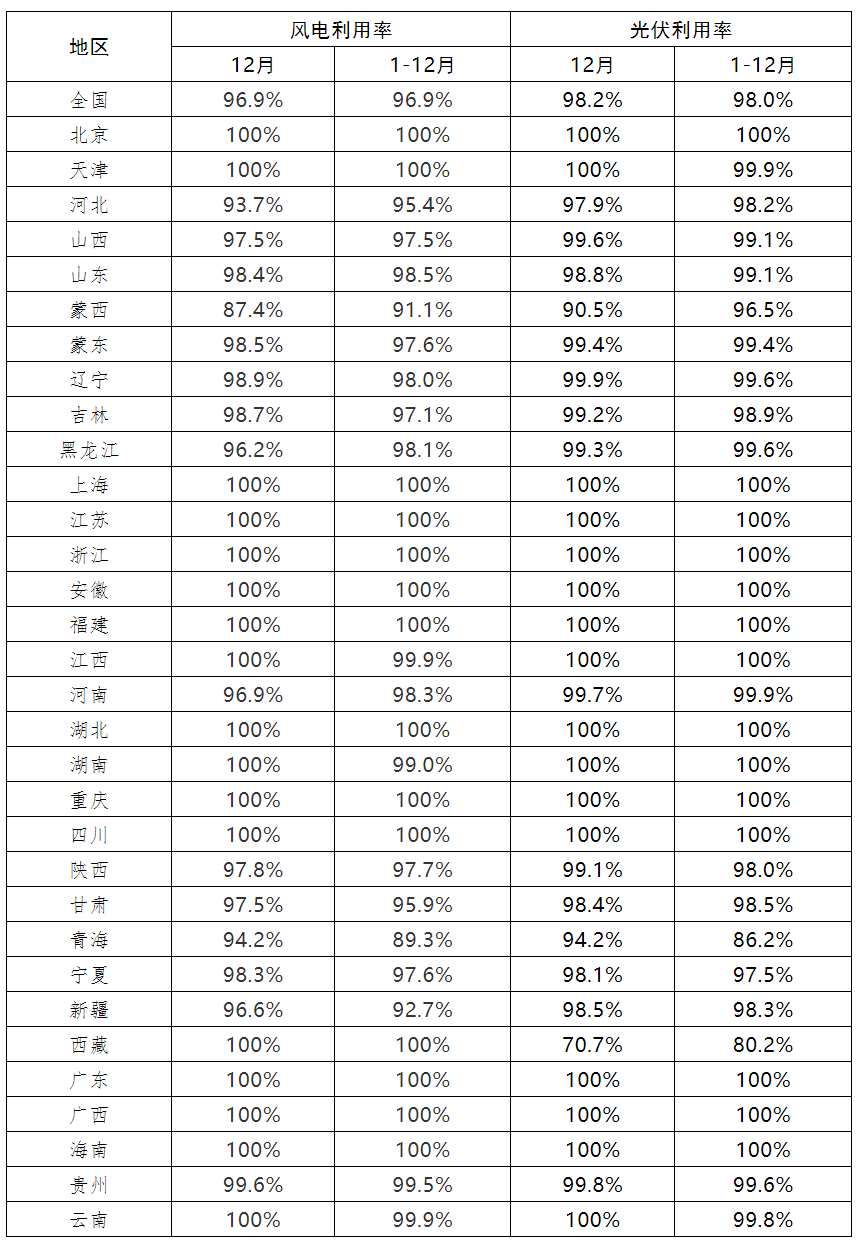 地区 风电利用率 光伏利用率
12月 1-12月 12月 1-12月
全国 96.9% 96.9% 98.2% 98.0%
北京 100% 100% 100% 100%
天津 100% 100% 100% 99.9%
河北 93.7% 95.4% 97.9% 98.2%
山西 97.5% 97.5% 99.6% 99.1%
山东 98.4% 98.5% 98.8% 99.1%
蒙西 87.4% 91.1% 90.5% 96.5%
蒙东 98.5% 97.6% 99.4% 99.4%
辽宁 98.9% 98.0% 99.9% 99.6%
吉林 98.7% 97.1% 99.2% 98.9%
黑龙江 96.2% 98.1% 99.3% 99.6%
上海 100% 100% 100% 100%
江苏 100% 100% 100% 100%
浙江 100% 100% 100% 100%
安徽 100% 100% 100% 100%
福建 100% 100% 100% 100%
江西 100% 99.9% 100% 100%
河南 96.9% 98.3% 99.7% 99.9%
湖北 100% 100% 100% 100%
湖南 100% 99.0% 100% 100%
重庆 100% 100% 100% 100%
四川 100% 100% 100% 100%
陕西 97.8% 97.7% 99.1% 98.0%
甘肃 97.5% 95.9% 98.4% 98.5%
青海 94.2% 89.3% 94.2% 86.2%
宁夏 98.3% 97.6% 98.1% 97.5%
新疆 96.6% 92.7% 98.5% 98.3%
西藏 100% 100% 70.7% 80.2%
广东 100% 100% 100% 100%
广西 100% 100% 100% 100%
海南 100% 100% 100% 100%
贵州 99.6% 99.5% 99.8% 99.6%
云南 100% 99.9% 100% 99.8%